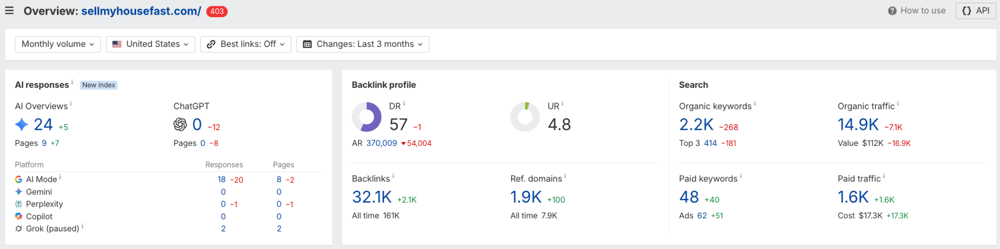 Overview: sellmyhousefast.com/ 403
How to use
{} API
Monthly volume
United States
Best links: Off
Changes: Last 3 months
AI responses i New index
AI Overviews i
24 +5
Pages 9 +7
ChatGPT
0 −12
Pages 0 −8
Platform Responses Pages
AI Mode i 18 −20 8 −2
Gemini 0 0
Perplexity 0 −1 0 −1
Copilot 0 0
Grok (paused) i 2 2
Backlink profile
DR i
57 −1
AR 370,009 ▼54,004
UR i
4.8
Backlinks i
32.1K +2.1K
All time 161K
Ref. domains i
1.9K +100
All time 7.9K
Search
Organic keywords i
2.2K −268
Top 3 414 −181
Organic traffic i
14.9K −7.1K
Value $112K −16.9K
Paid keywords i
48 +40
Ads 62 +51
Paid traffic i
1.6K +1.6K
Cost $17.3K +17.3K